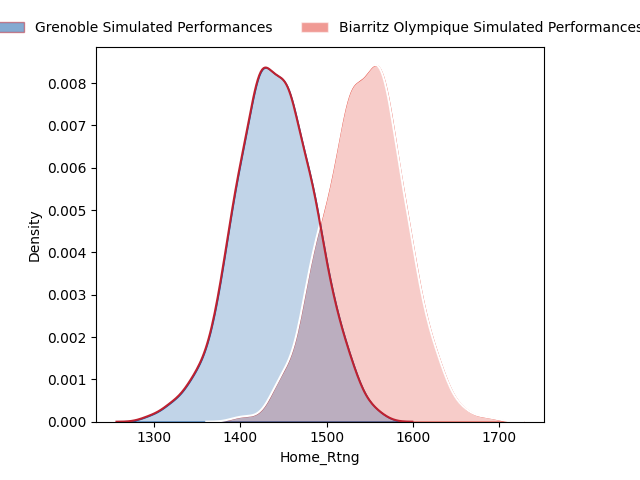 Grenoble Simulated Performances Biarritz Olympique Simulated Performances
0.008
0.007
0.006
0.005
0.004
0.003
0.002
0.001
0.000
Density
1300 1400 1500 1600 1700
Home_Rtng